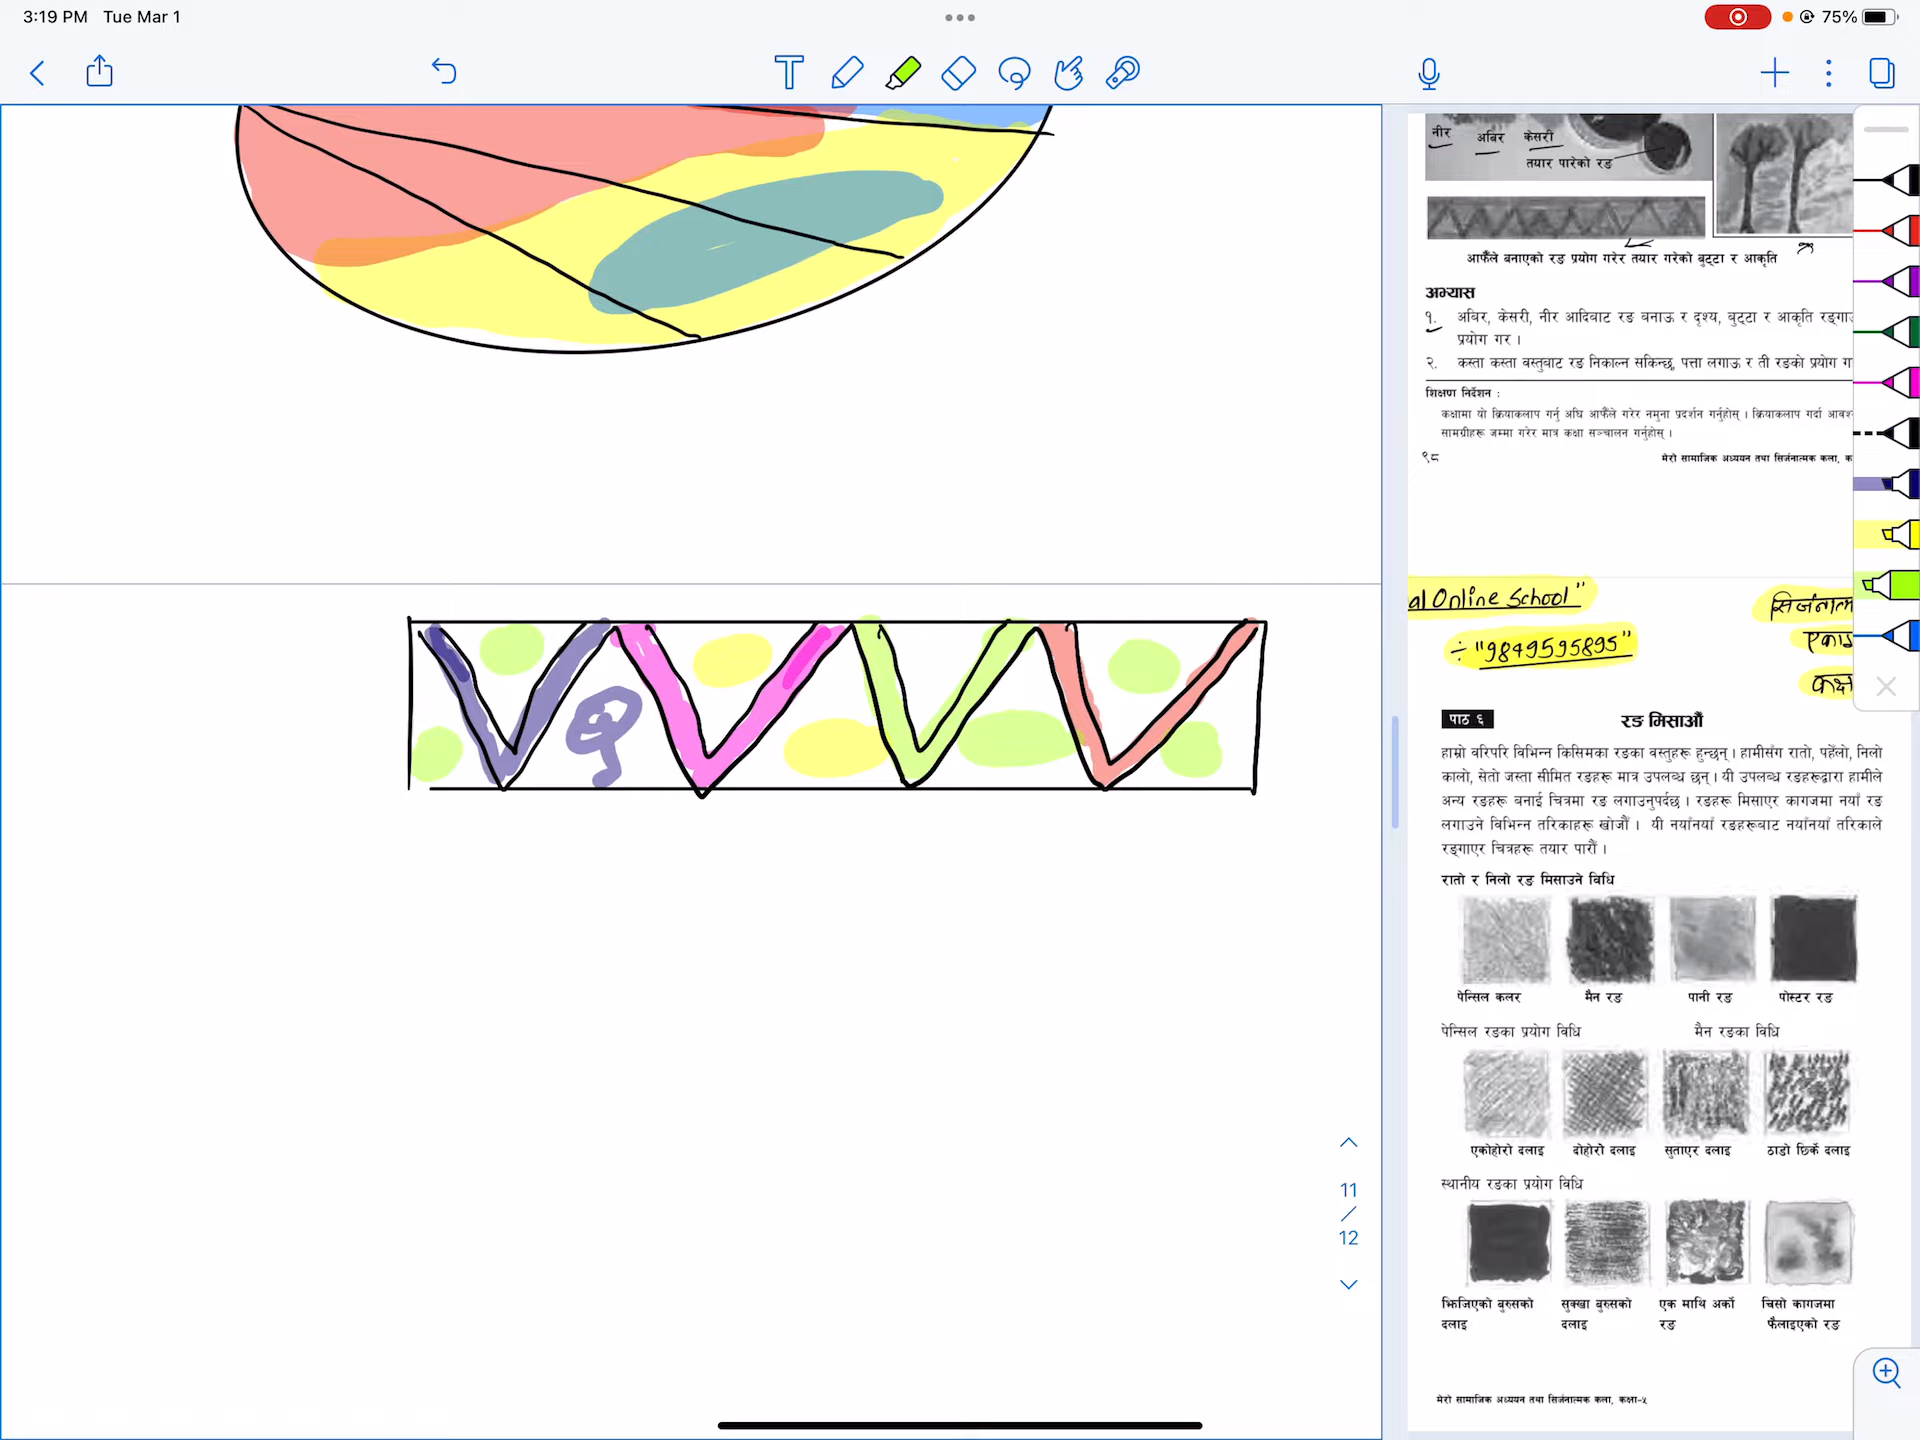 3:19 PM Tue Mar 1
75%
T
11
/
12
नीर
अबिर
केसरी
तयार पारेको रङ
आफैँले बनाएको रङ प्रयोग गरेर तयार गरेको बुट्टा र आकृति
अभ्यास
१. अबिर, केसरी, नीर आदिबाट रङ बनाऊ र दृश्य, बुट्टा र आकृति
प्रयोग गर ।
२. कस्ता कस्ता वस्तुबाट रङ निकाल्न सकिन्छ, पत्ता लगाऊ र ती रङको प्रयोग
शिक्षण निर्देशन :
कक्षामा यो क्रियाकलाप गर्नु अघि आफैँले गरेर नमुना प्रदर्शन गर्नुहोस् । क्रियाकलाप गर्दा
सामग्रीहरू जम्मा गरेर मात्र कक्षा सञ्चालन गर्नुहोस् ।
९८
मेरो सामाजिक अध्ययन तथा सिर्जनात्मक कला,
al Online School"
÷ "9849595895"
पाठ ६
रङ मिसाऔँ
हाम्रो वरिपरि विभिन्न किसिमका रङका वस्तुहरू हुन्छन् । हामीसँग रातो, पहेँलो, निलो
कालो, सेतो जस्ता सीमित रङहरू मात्र उपलब्ध छन् । यी उपलब्ध रङहरूद्वारा हामीले
अन्य रङहरू बनाई चित्रमा रङ लगाउनुपर्दछ । रङहरू मिसाएर कागजमा नयाँ रङ
लगाउने विभिन्न तरिकाहरू खोजौँ । यी नयाँनयाँ रङहरूबाट नयाँनयाँ तरिकाले
रङ्गाएर चित्रहरू तयार पारौँ ।
रातो र निलो रङ मिसाउने विधि
पेन्सिल कलर
मैन रङ
पानी रङ
पोस्टर रङ
पेन्सिल रङका प्रयोग विधि
मैन रङका विधि
एकोहोरो दलाइ
दोहोरो दलाइ
सुताएर दलाइ
ठाडो छिर्के दलाइ
स्थानीय रङका प्रयोग विधि
भिजिएको बुरुसको
दलाइ
सुक्खा बुरुसको
दलाइ
एक माथि अर्को
रङ
चिसो कागजमा
फैलाइएको रङ
मेरो सामाजिक अध्ययन तथा सिर्जनात्मक कला, कक्षा-५